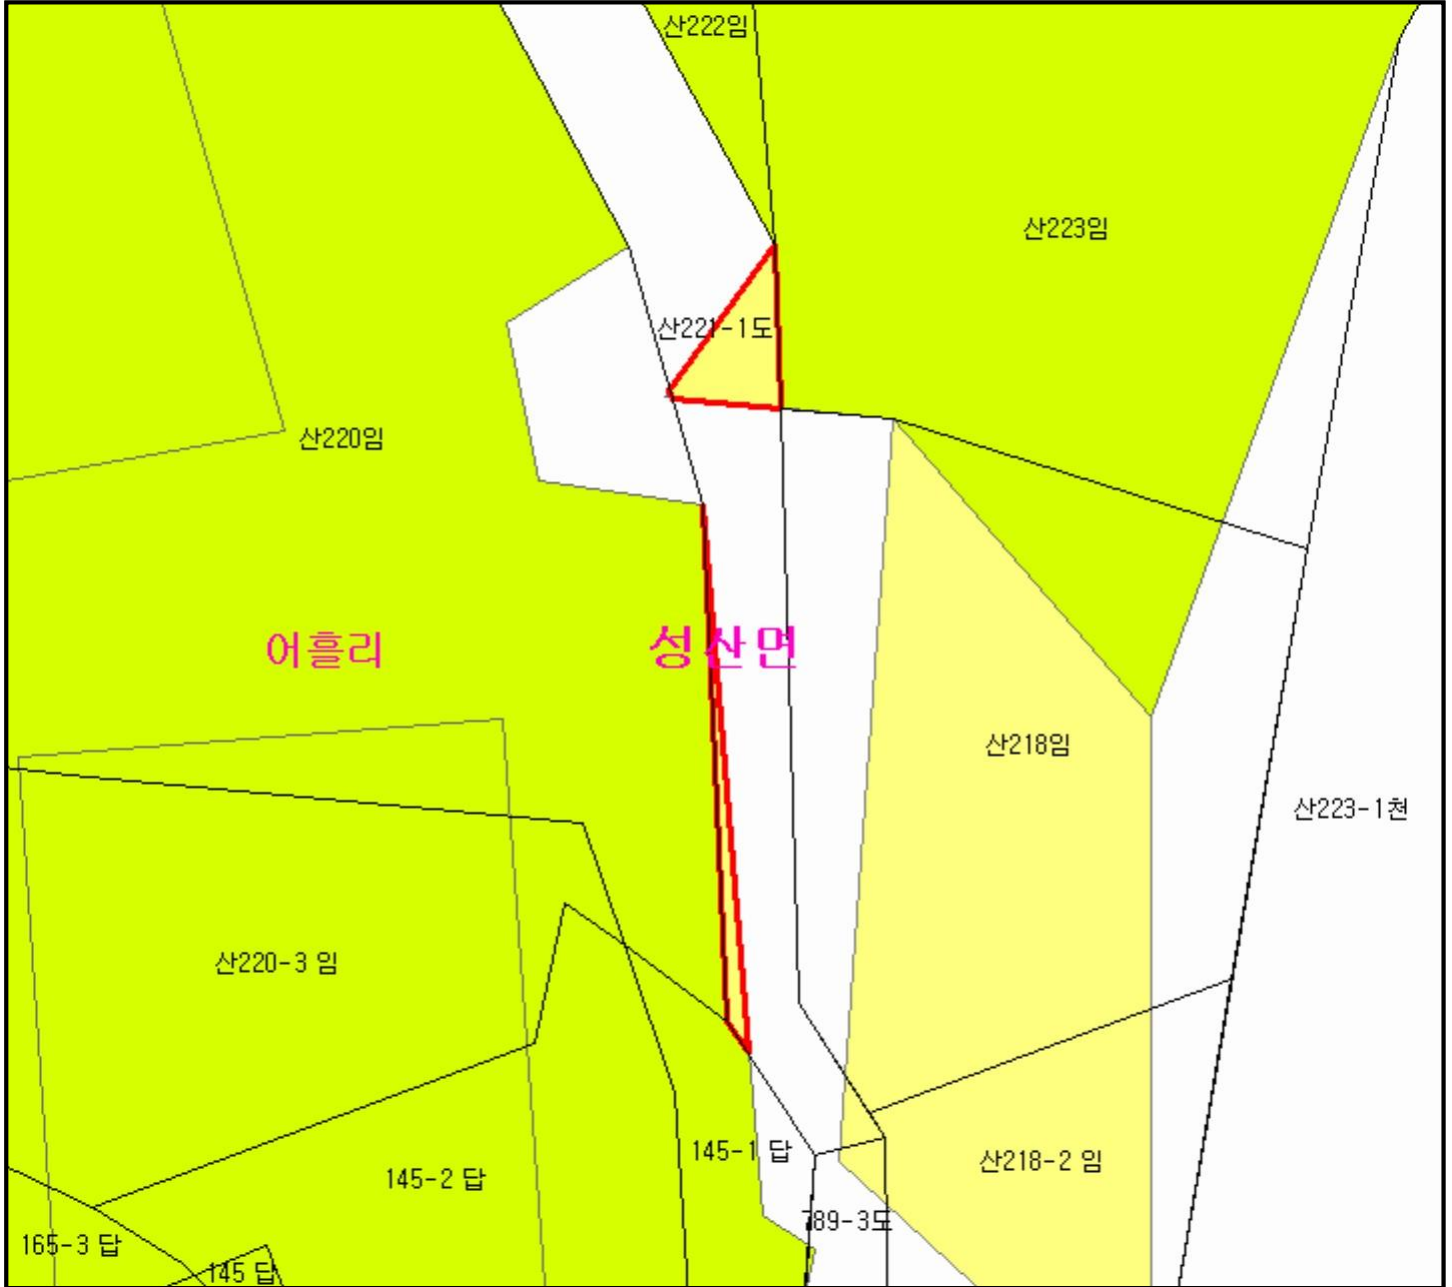 산222임
산223임
산221-1도
산220임
어흘리
성산면
산218임
산223-1천
산220-3 임
145-1 답
산218-2 임
145-2 답
789-3도
165-3 답
145 답